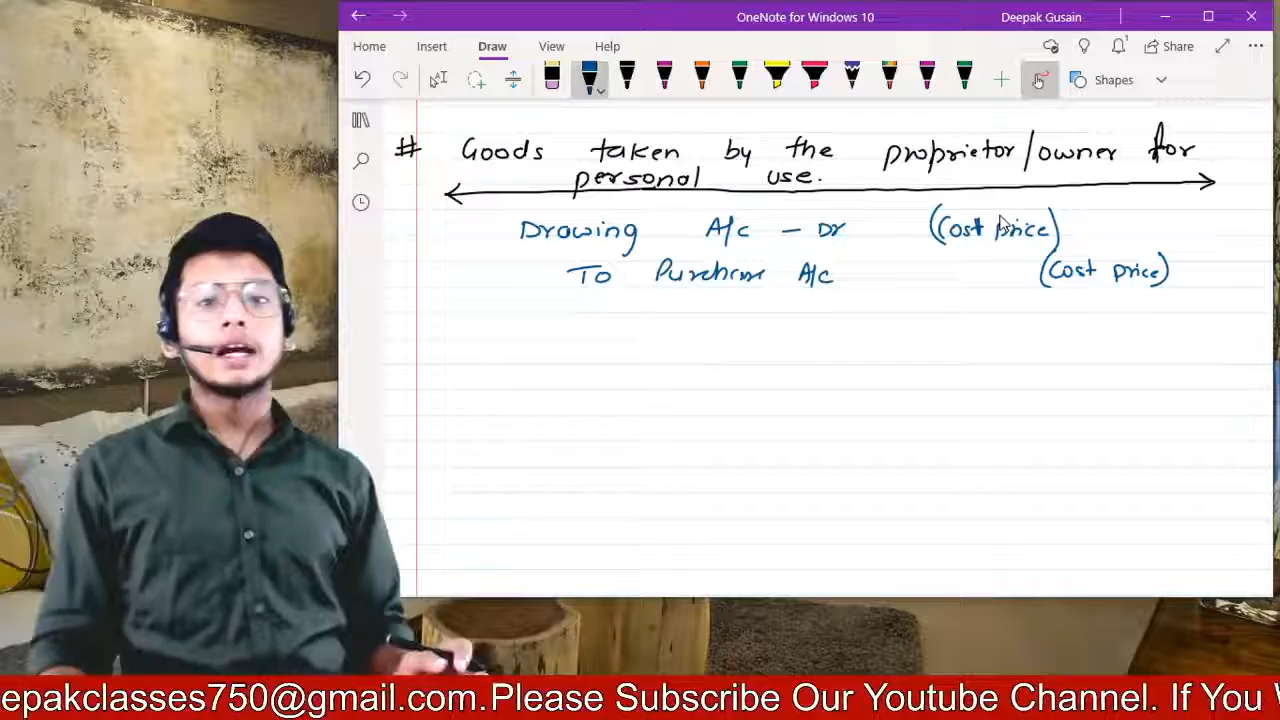 OneNote for Windows 10
Deepak Gusain
Home Insert Draw View Help
Share
Shapes
# Goods taken by the proprietor/owner for
personal use.
Drawing A/c - Dr (Cost price)
To Purchase A/c (Cost price)
epakclasses750@gmail.com.Please Subscribe Our Youtube Channel. If You